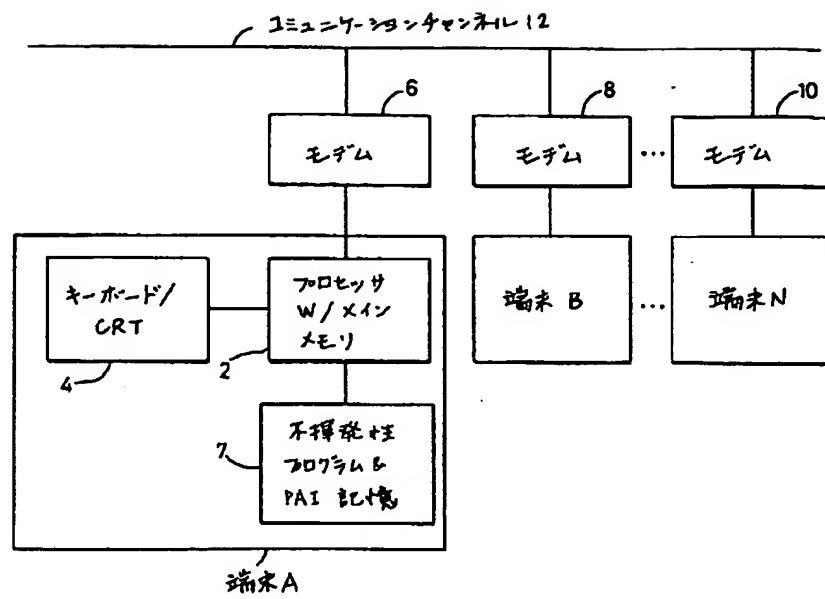 コミュニケーションチャンネル 12
6
8
10
モデム
モデム
モデム
...
キーボード/
CRT
プロセッサ
W/メイン
メモリ
端末 B
...
端末 N
4
2
7
不揮発性
プログラム&
PAI 記憶
端末 A